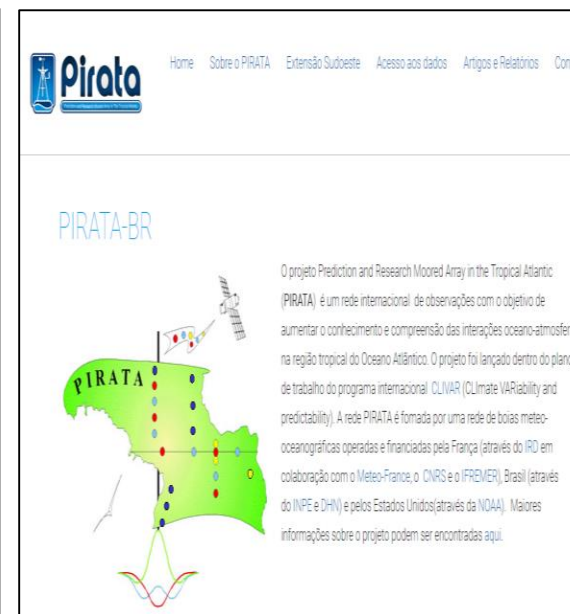 Pirata
Home Sobre o PIRATA Extensão Sudoeste Acesso aos dados Artigos e Relatórios Con
PIRATA-BR
PIRATA
O projeto Prediction and Research Moored Array in the Tropical Atlantic
(PIRATA) é um rede internacional de observações com o objetivo de
aumentar o conhecimento e compreensão das interações oceano-atmosfer
na região tropical do Oceano Atlântico. O projeto foi lançado dentro do plano
de trabalho do programa internacional CLIVAR (CLImate VARiability and
predictability). A rede PIRATA é fomada por uma rede de boias meteo-
oceanográficas operadas e financiadas pela França (através do IRD em
colaboração com o Meteo-France, o CNRS e o IFREMER), Brasil (através
do INPE e DHN) e pelos Estados Unidos(através da NOAA). Maiores
informações sobre o projeto podem ser encontradas aqui.